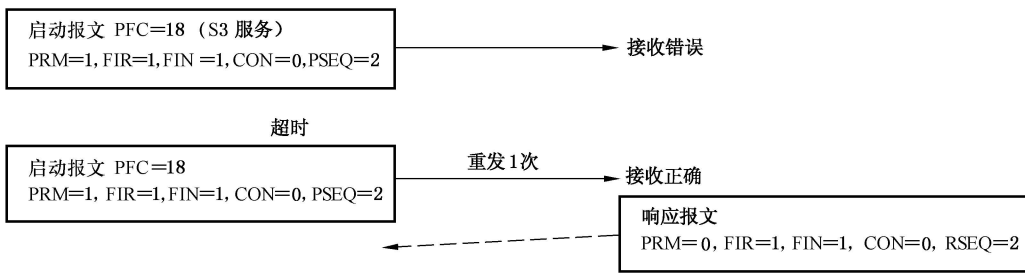 启动报文 PFC=18 (S3 服务)
PRM=1, FIR=1,FIN =1,CON=0,PSEQ=2
接收错误
超时
启动报文 PFC=18
PRM=1, FIR=1,FIN=1, CON=0, PSEQ=2
重发1次
接收正确
响应报文
PRM=0, FIR=1, FIN=1, CON=0, RSEQ=2